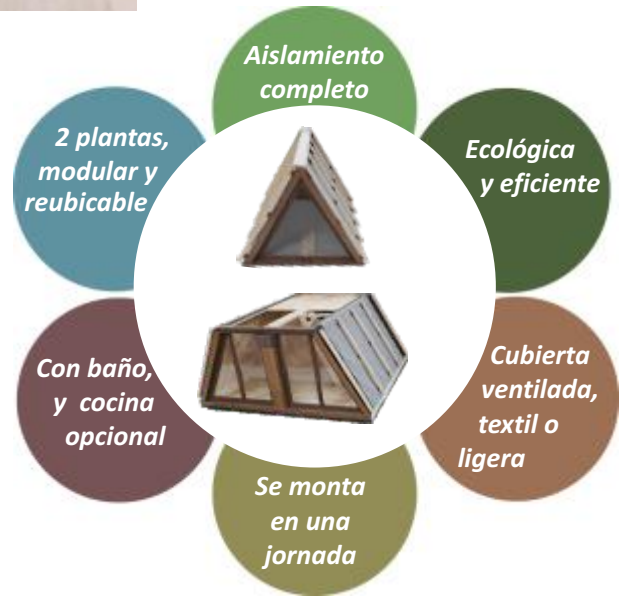 Aislamiento
completo
Ecológica
y eficiente
Cubierta
ventilada,
textil o
ligera
Se monta
en una
jornada
Con baño,
y cocina
opcional
2 plantas,
modular y
reubicable